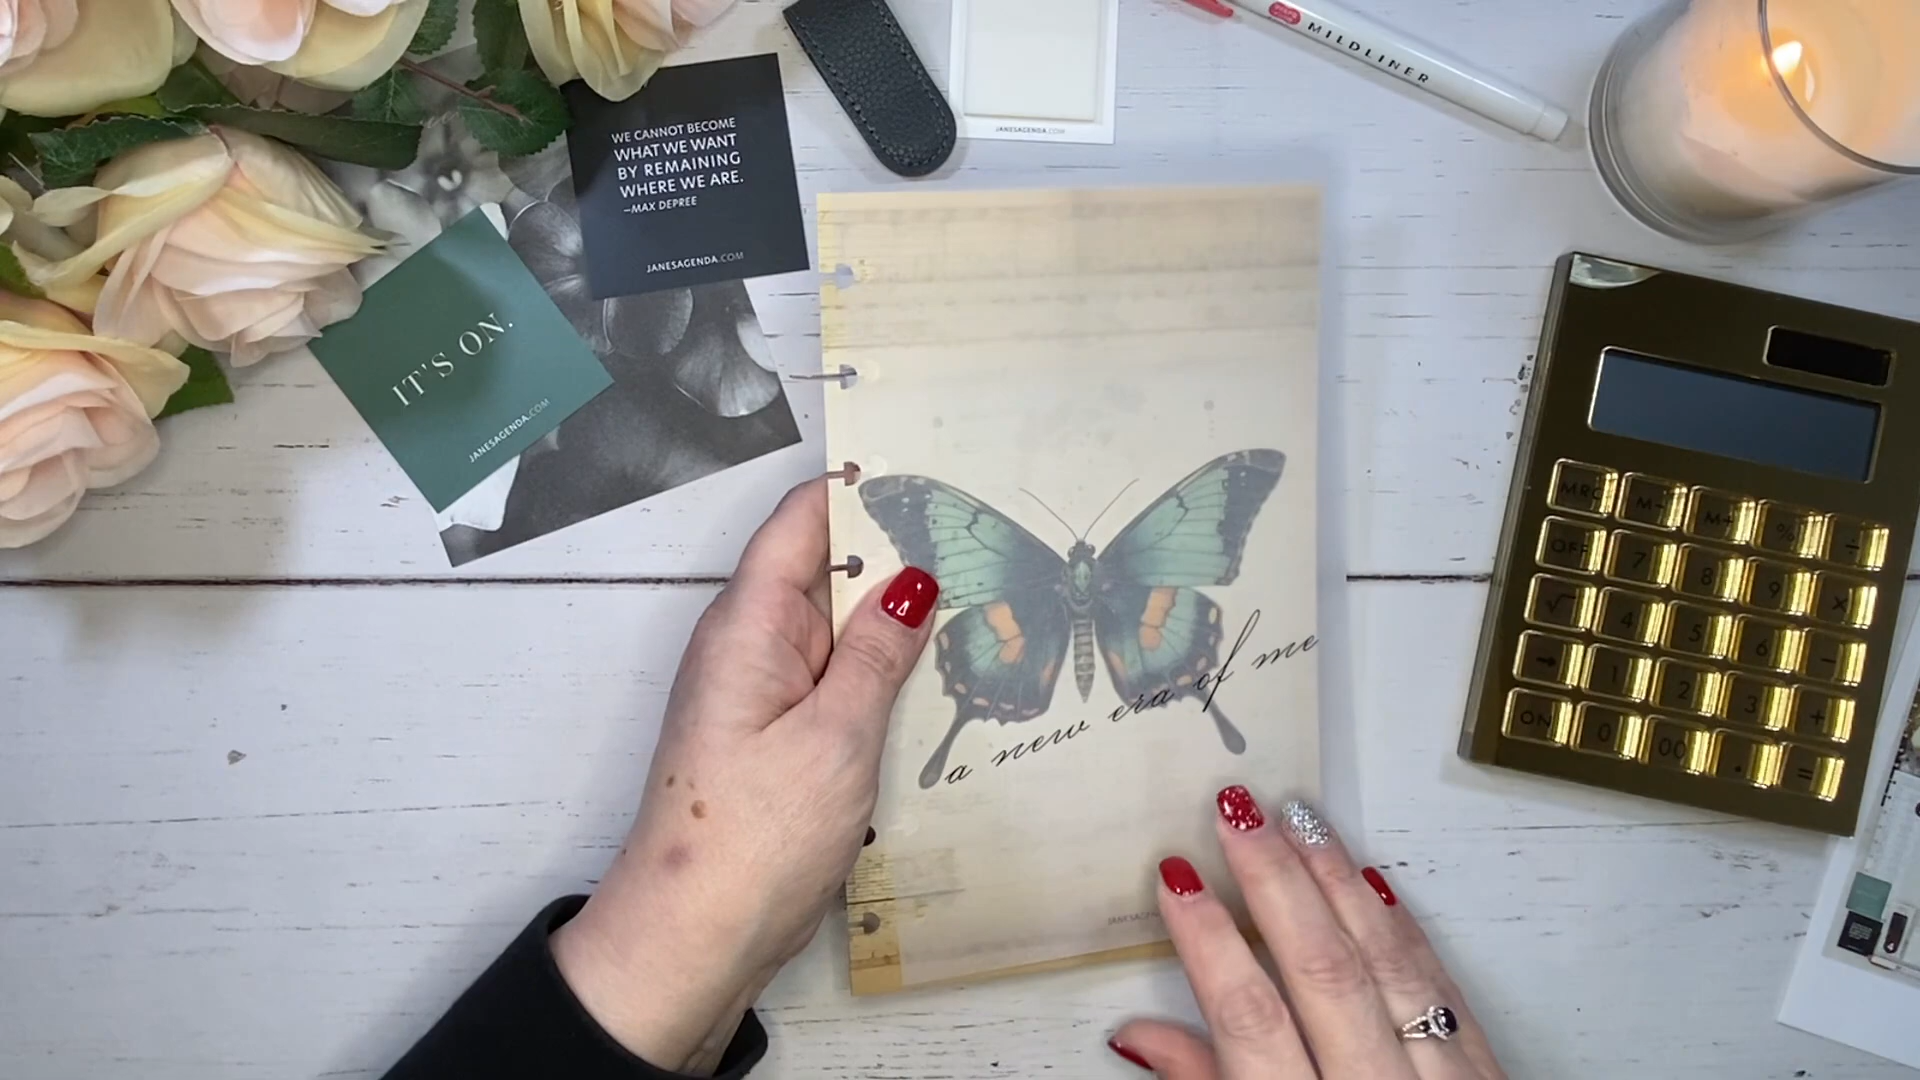 WE CANNOT BECOME
WHAT WE WANT
BY REMAINING
WHERE WE ARE.
–MAX DEPREE
JANESAGENDA.COM
IT'S ON.
JANESAGENDA.COM
JANESAGENDA.COM
MILDLINER
a new era of me
MRC M- M+ % ÷
OFF 7 8 9 ×
√ 4 5 6 −
→ 1 2 3 +
ON 0 00 . =